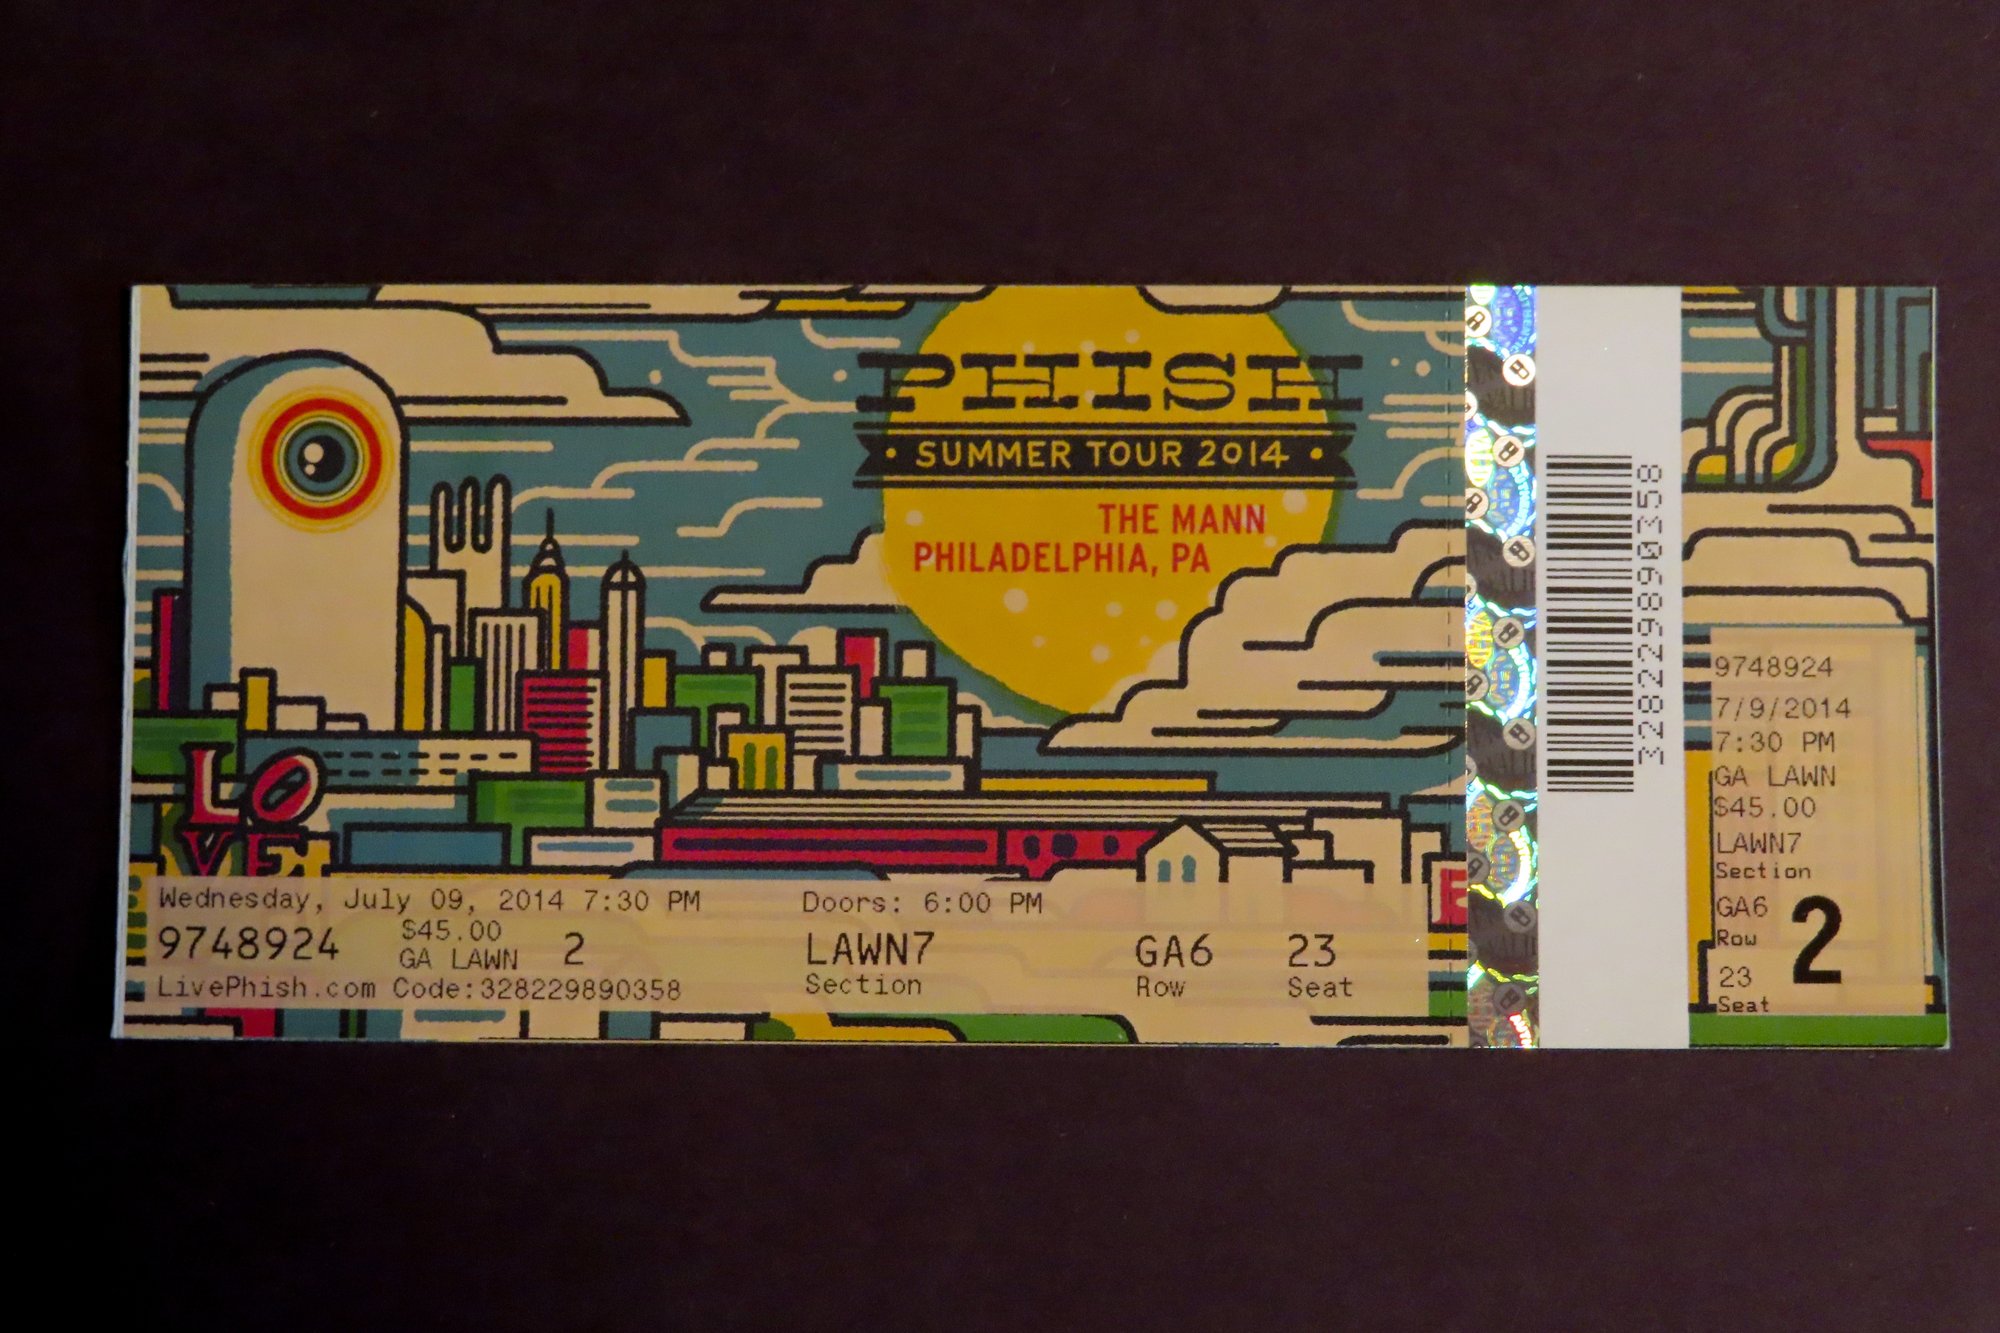 PHISH
• SUMMER TOUR 2014 •
THE MANN
PHILADELPHIA, PA
LO
VE
Wednesday, July 09, 2014 7:30 PM Doors: 6:00 PM
9748924 $45.00 GA LAWN 2 LAWN7 GA6 23
Section Row Seat
LivePhish.com Code:328229890358
328229890358
9748924
7/9/2014
7:30 PM
GA LAWN
$45.00
LAWN7
Section
GA6
Row
23
Seat
2